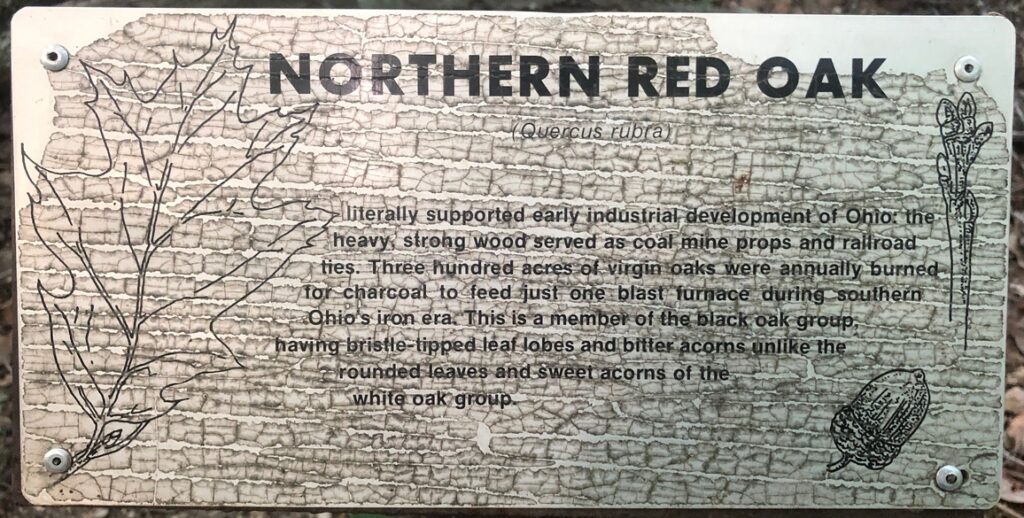 NORTHERN RED OAK
(Quercus rubra)
literally supported early industrial development of Ohio: the
heavy, strong wood served as coal mine props and railroad
ties. Three hundred acres of virgin oaks were annually burned
for charcoal to feed just one blast furnace during southern
Ohio's iron era. This is a member of the black oak group,
having bristle-tipped leaf lobes and bitter acorns unlike the
rounded leaves and sweet acorns of the
white oak group.